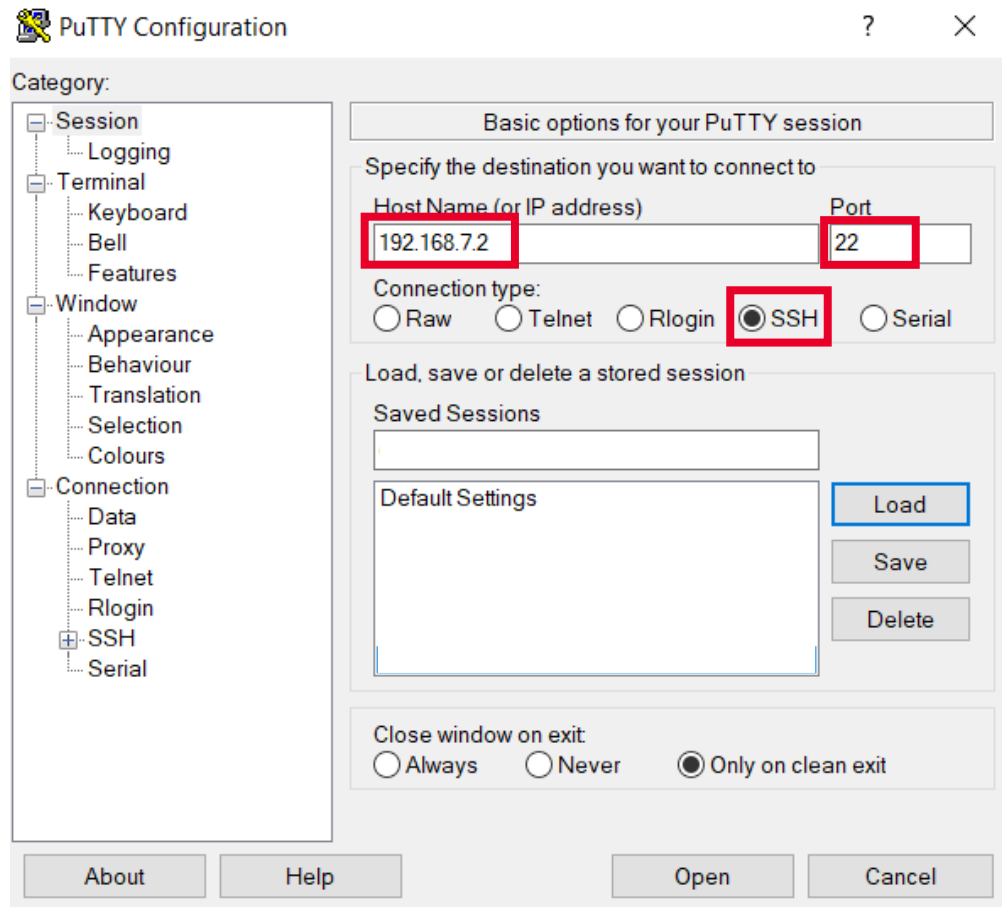 PuTTY Configuration
?
Category:
Session
Logging
Terminal
Keyboard
Bell
Features
Window
Appearance
Behaviour
Translation
Selection
Colours
Connection
Data
Proxy
Telnet
Rlogin
SSH
Serial
Basic options for your PuTTY session
Specify the destination you want to connect to
Host Name (or IP address) Port
192.168.7.2 22
Connection type:
Raw Telnet Rlogin SSH Serial
Load, save or delete a stored session
Saved Sessions
Default Settings
Load
Save
Delete
Close window on exit:
Always Never Only on clean exit
About Help Open Cancel